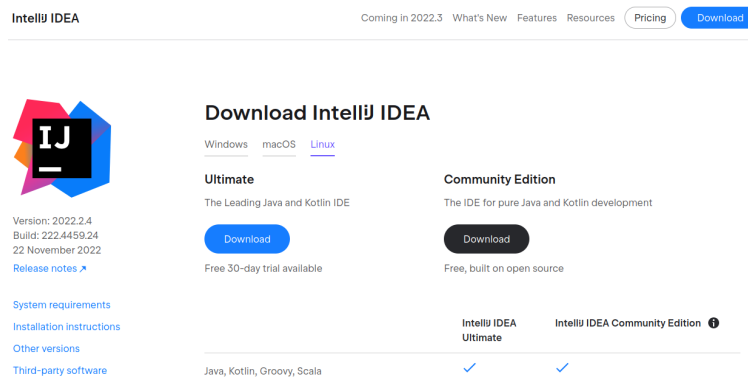 IntelliJ IDEA
Coming in 2022.3 What's New Features Resources Pricing Download
IJ
Version: 2022.2.4
Build: 222.4459.24
22 November 2022
Release notes ↗
System requirements
Installation instructions
Other versions
Third-party software
Download IntelliJ IDEA
Windows macOS Linux
Ultimate
The Leading Java and Kotlin IDE
Download
Free 30-day trial available
Community Edition
The IDE for pure Java and Kotlin development
Download
Free, built on open source
IntelliJ IDEA
Ultimate
IntelliJ IDEA Community Edition
Java, Kotlin, Groovy, Scala